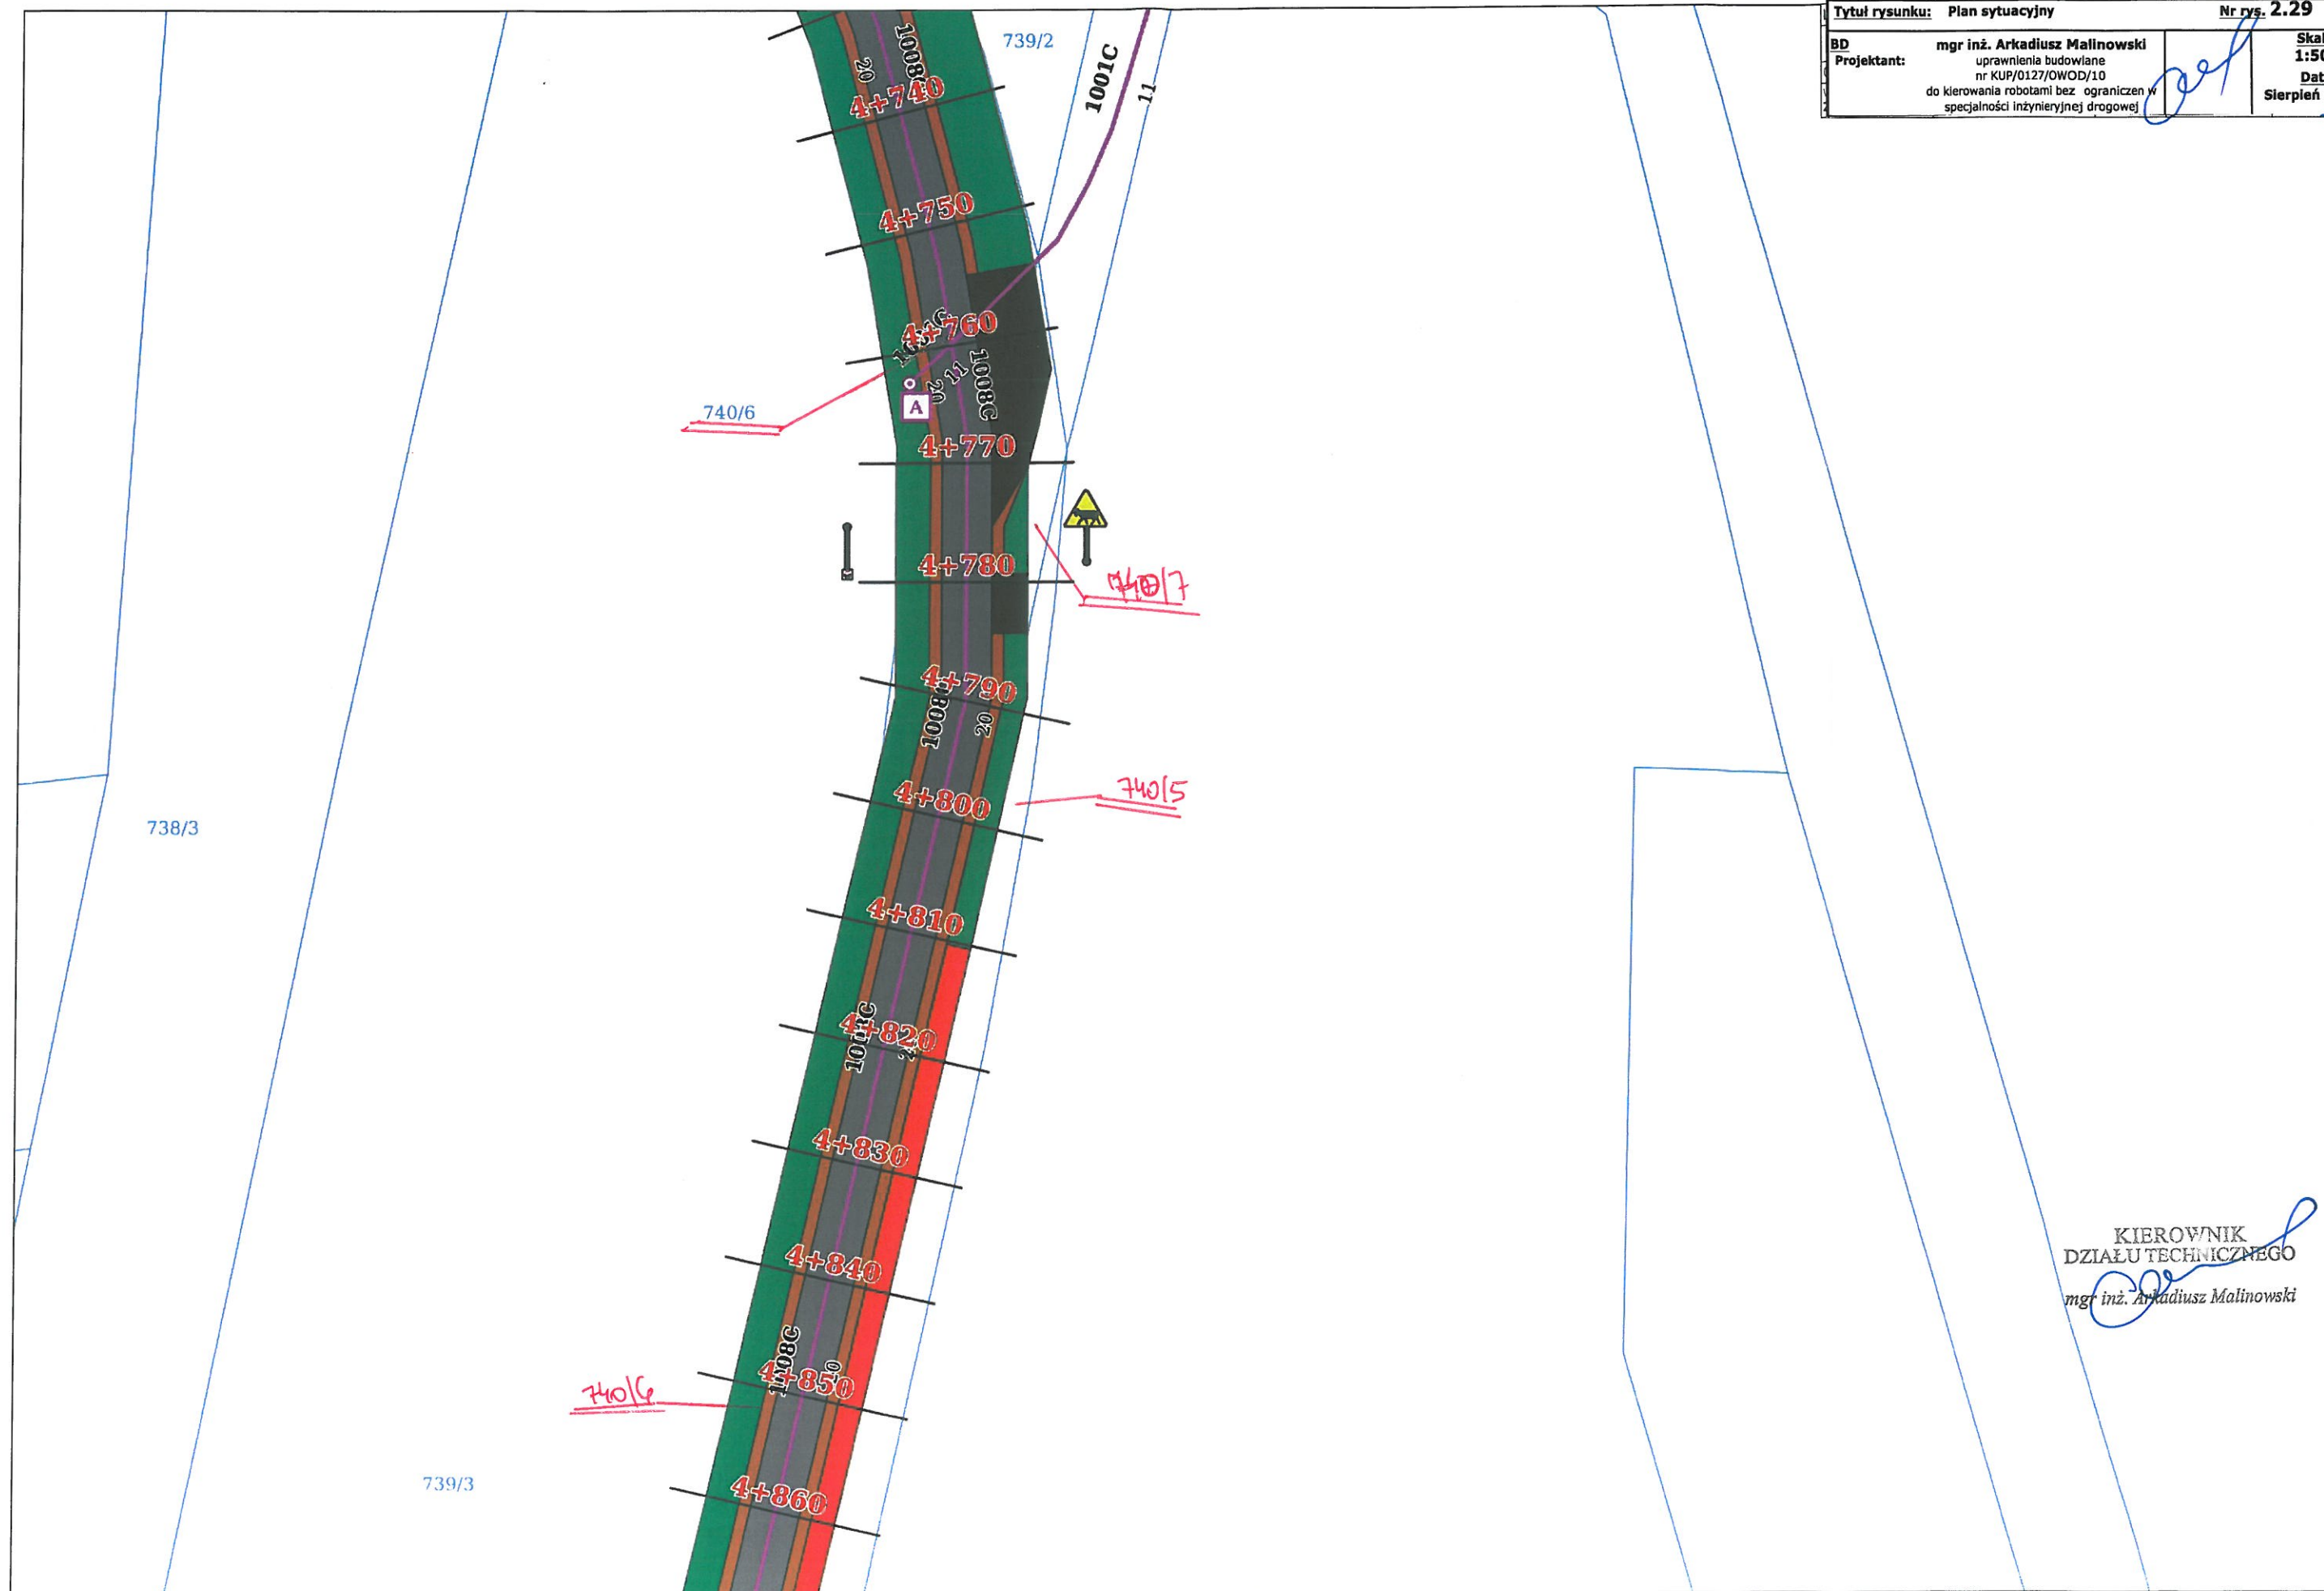 Tytuł rysunku: Plan sytuacyjny Nr rys. 2.29
BD
Projektant:
mgr inż. Arkadiusz Malinowski
uprawnienia budowlane
nr KUP/0127/OWOD/10
do kierowania robotami bez ograniczen w
specjalności inżynieryjnej drogowej
Sierpień
739/2
1001C
11
20
4+740
4+750
4+760
11
20
1008C
740/6
A
4+770
4+780
740/7
4+790
20
4+800
740/5
738/3
4+810
4+820
4+830
4+840
4+850
740/6
4+860
739/3
KIEROWNIK
DZIAŁU TECHNICZNEGO
mgr inż. Arkadiusz Malinowski